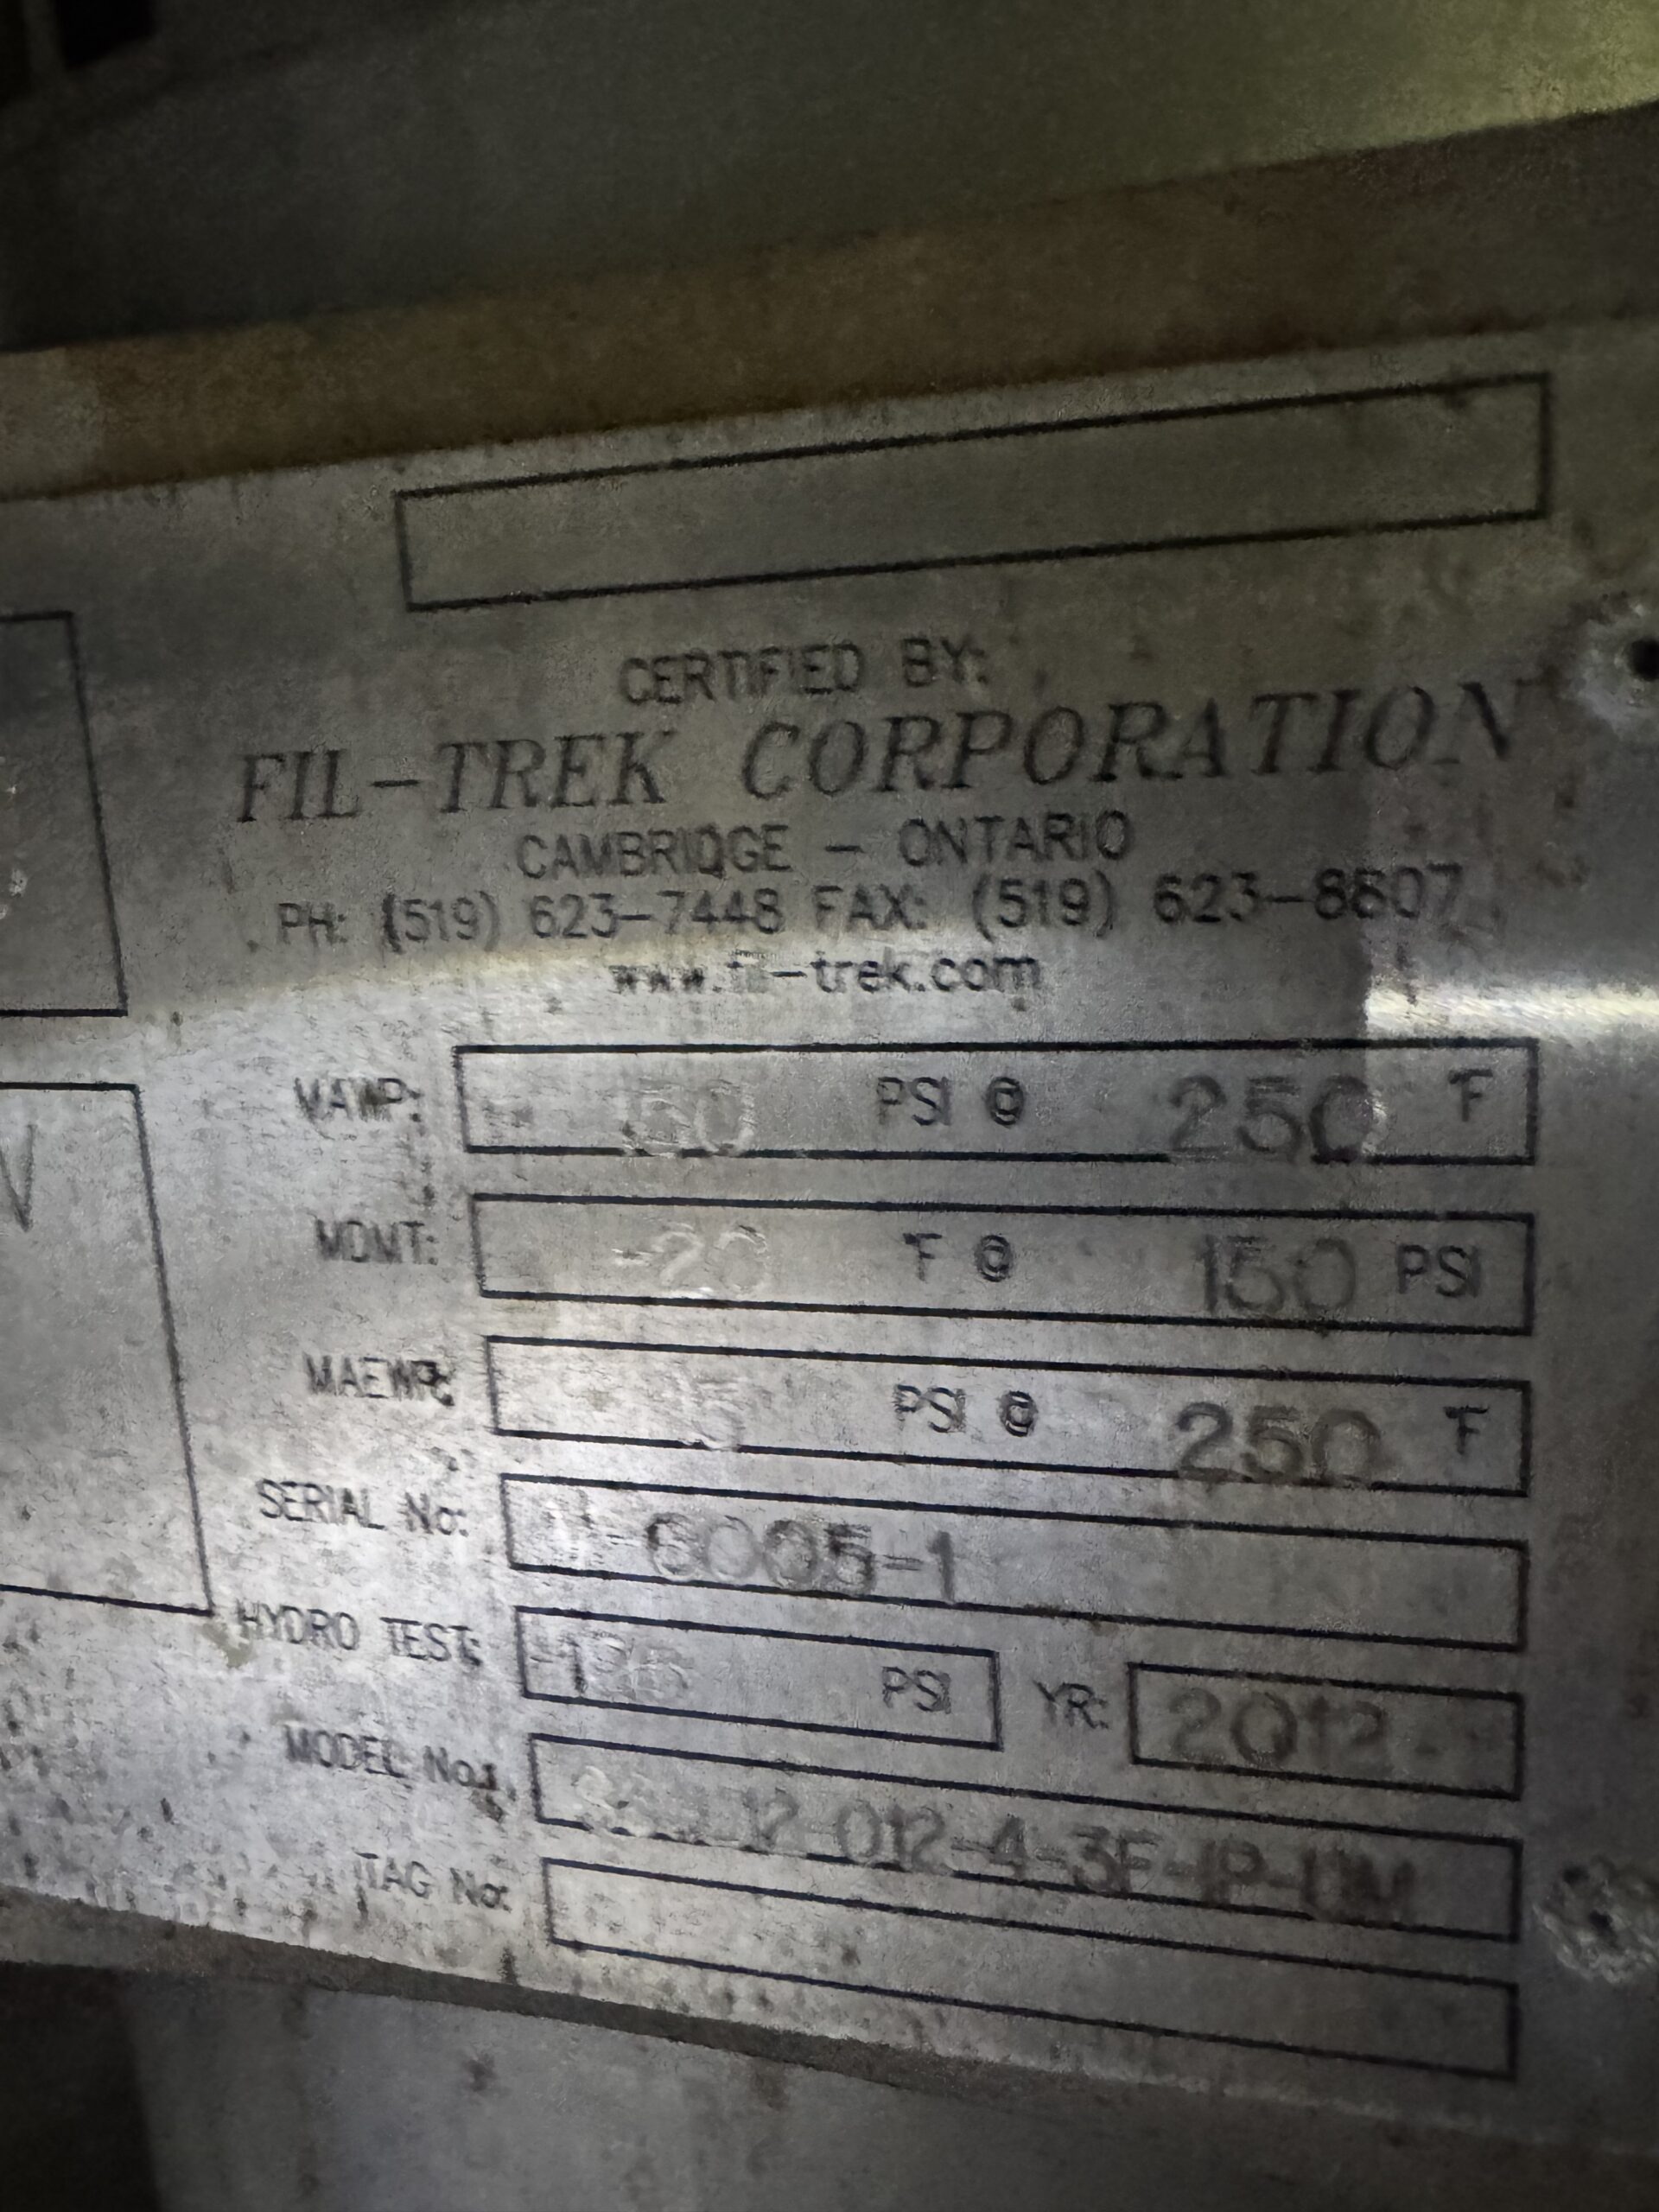 CERTIFIED BY:
FIL-TREK CORPORATION
CAMBRIDGE - ONTARIO
PH: (519) 623-7448 FAX: (519) 623-8807
www.fil-trek.com
MAWP: 150 PSI @ 250 °F
MDMT: -20 °F @ 150 PSI
MAEWP: 15 PSI @ 250 °F
SERIAL No:
HYDRO TEST: PSI YR: 2012
MODEL No.:
TAG No:
V